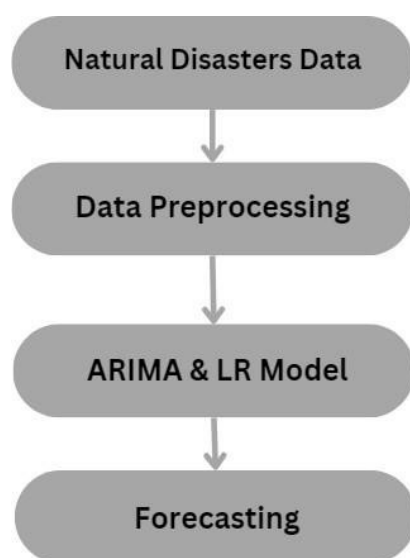 Natural Disasters Data
Data Preprocessing
ARIMA & LR Model
Forecasting